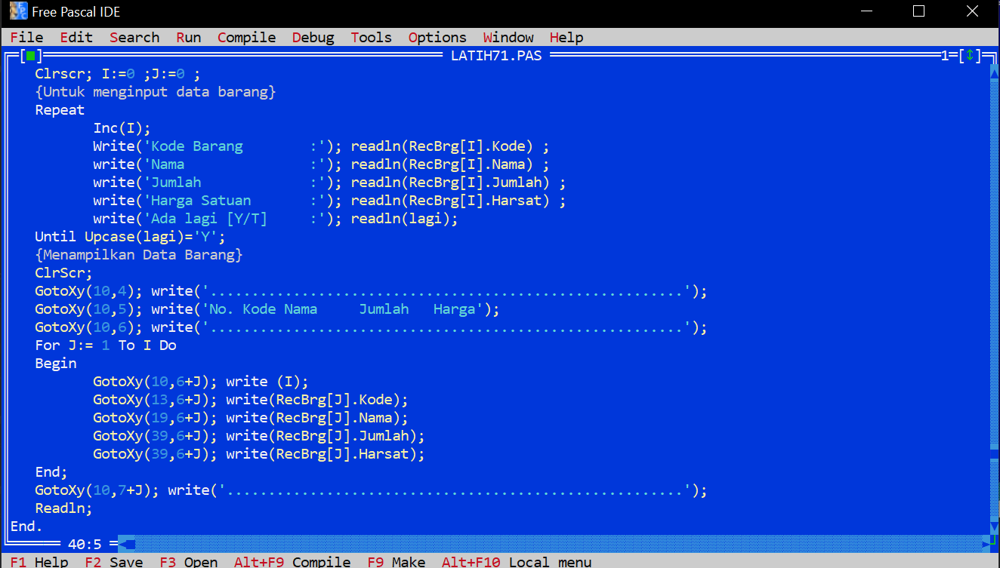 Free Pascal IDE
File Edit Search Run Compile Debug Tools Options Window Help
[■] LATIH71.PAS 1=[↕]
Clrscr; I:=0 ;J:=0 ;
{Untuk menginput data barang}
Repeat
Inc(I);
Write('Kode Barang        :'); readln(RecBrg[I].Kode) ;
write('Nama               :'); readln(RecBrg[I].Nama) ;
write('Jumlah             :'); readln(RecBrg[I].Jumlah) ;
write('Harga Satuan       :'); readln(RecBrg[I].Harsat) ;
write('Ada lagi [Y/T]     :'); readln(lagi);
Until Upcase(lagi)='Y';
{Menampilkan Data Barang}
ClrScr;
GotoXy(10,4); write('.........................................................');
GotoXy(10,5); write('No. Kode Nama     Jumlah   Harga');
GotoXy(10,6); write('.........................................................');
For J:= 1 To I Do
Begin
GotoXy(10,6+J); write (I);
GotoXy(13,6+J); write(RecBrg[J].Kode);
GotoXy(19,6+J); write(RecBrg[J].Nama);
GotoXy(39,6+J); write(RecBrg[J].Jumlah);
GotoXy(39,6+J); write(RecBrg[J].Harsat);
End;
GotoXy(10,7+J); write('.......................................................');
Readln;
End.
40:5
F1 Help F2 Save F3 Open Alt+F9 Compile F9 Make Alt+F10 Local menu